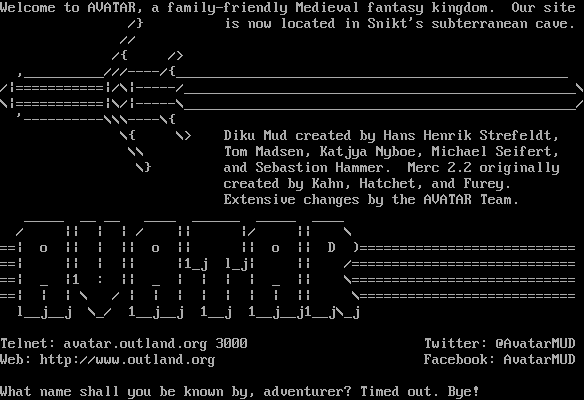 Welcome to AVATAR, a family-friendly Medieval fantasy kingdom.  Our site
is now located in Snikt's subterranean cave.
Diku Mud created by Hans Henrik Strefeldt,
Tom Madsen, Katjya Nyboe, Michael Seifert,
and Sebastion Hammer.  Merc 2.2 originally
created by Kahn, Hatchet, and Furey.
Extensive changes by the AVATAR Team.
AVATAR
Telnet: avatar.outland.org 3000
Twitter: @AvatarMUD
Web: http://www.outland.org
Facebook: AvatarMUD
What name shall you be known by, adventurer? Timed out. Bye!